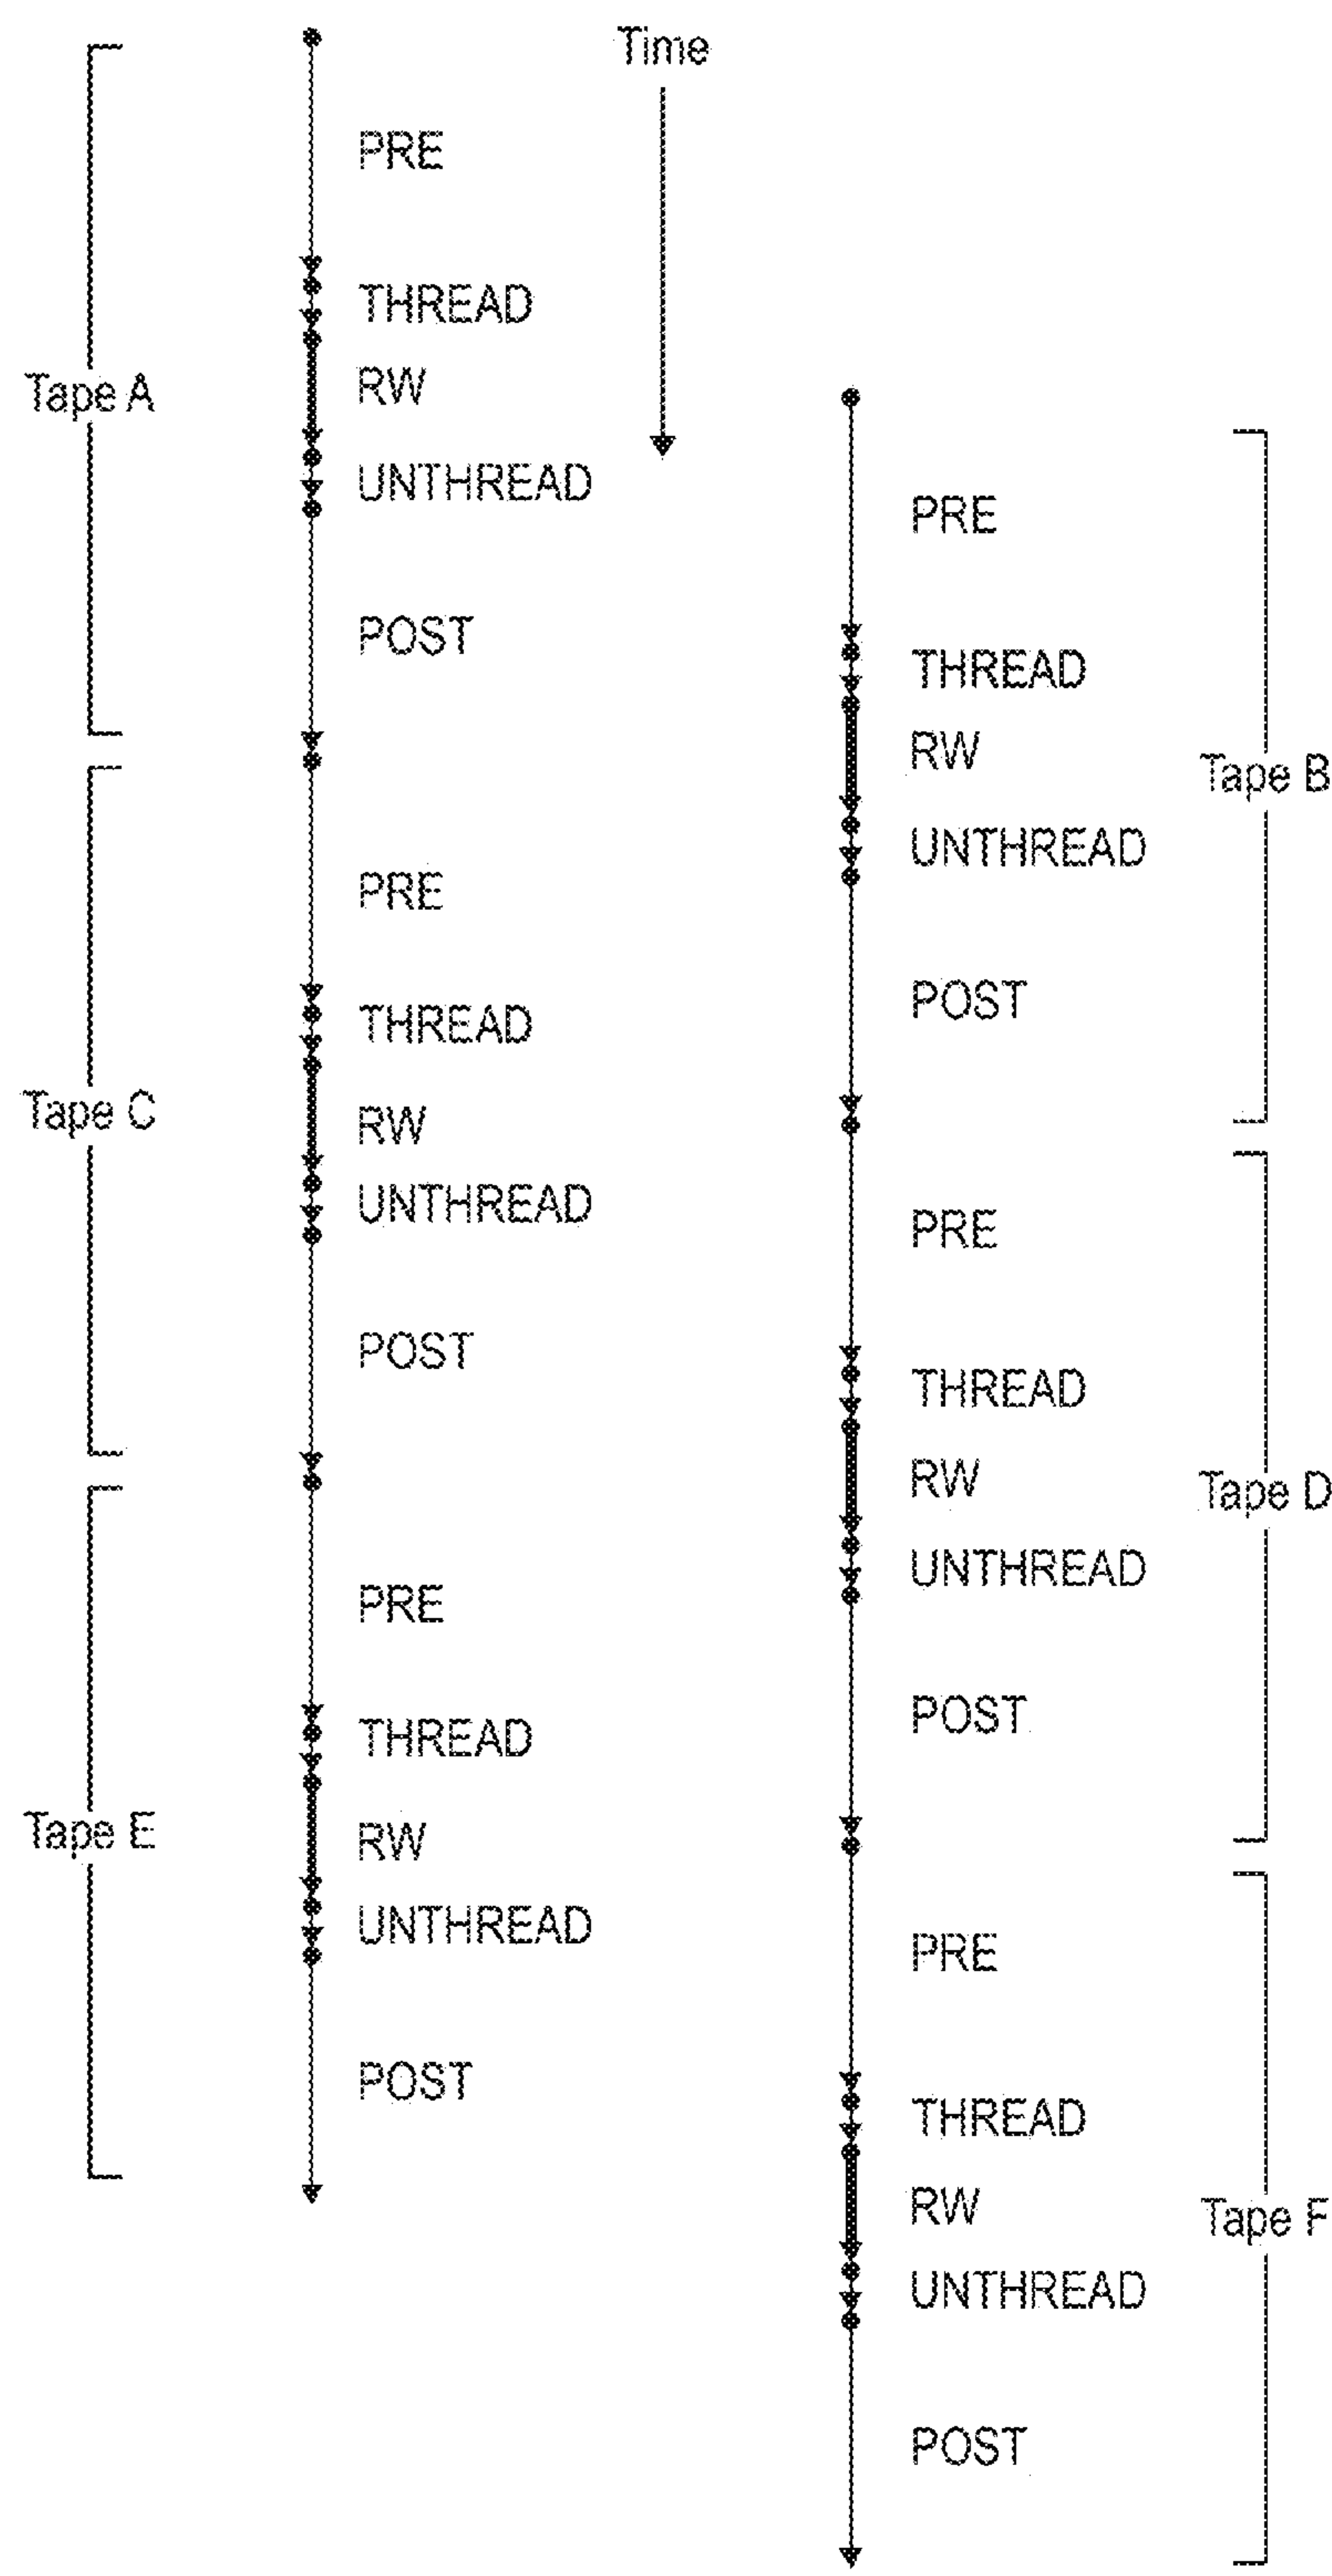 Time
Tape A
PRE
THREAD
RW
UNTHREAD
POST
Tape C
PRE
THREAD
RW
UNTHREAD
POST
Tape E
PRE
THREAD
RW
UNTHREAD
POST
PRE
THREAD
RW
UNTHREAD
POST
Tape B
PRE
THREAD
RW
UNTHREAD
POST
Tape D
PRE
THREAD
RW
UNTHREAD
POST
Tape F